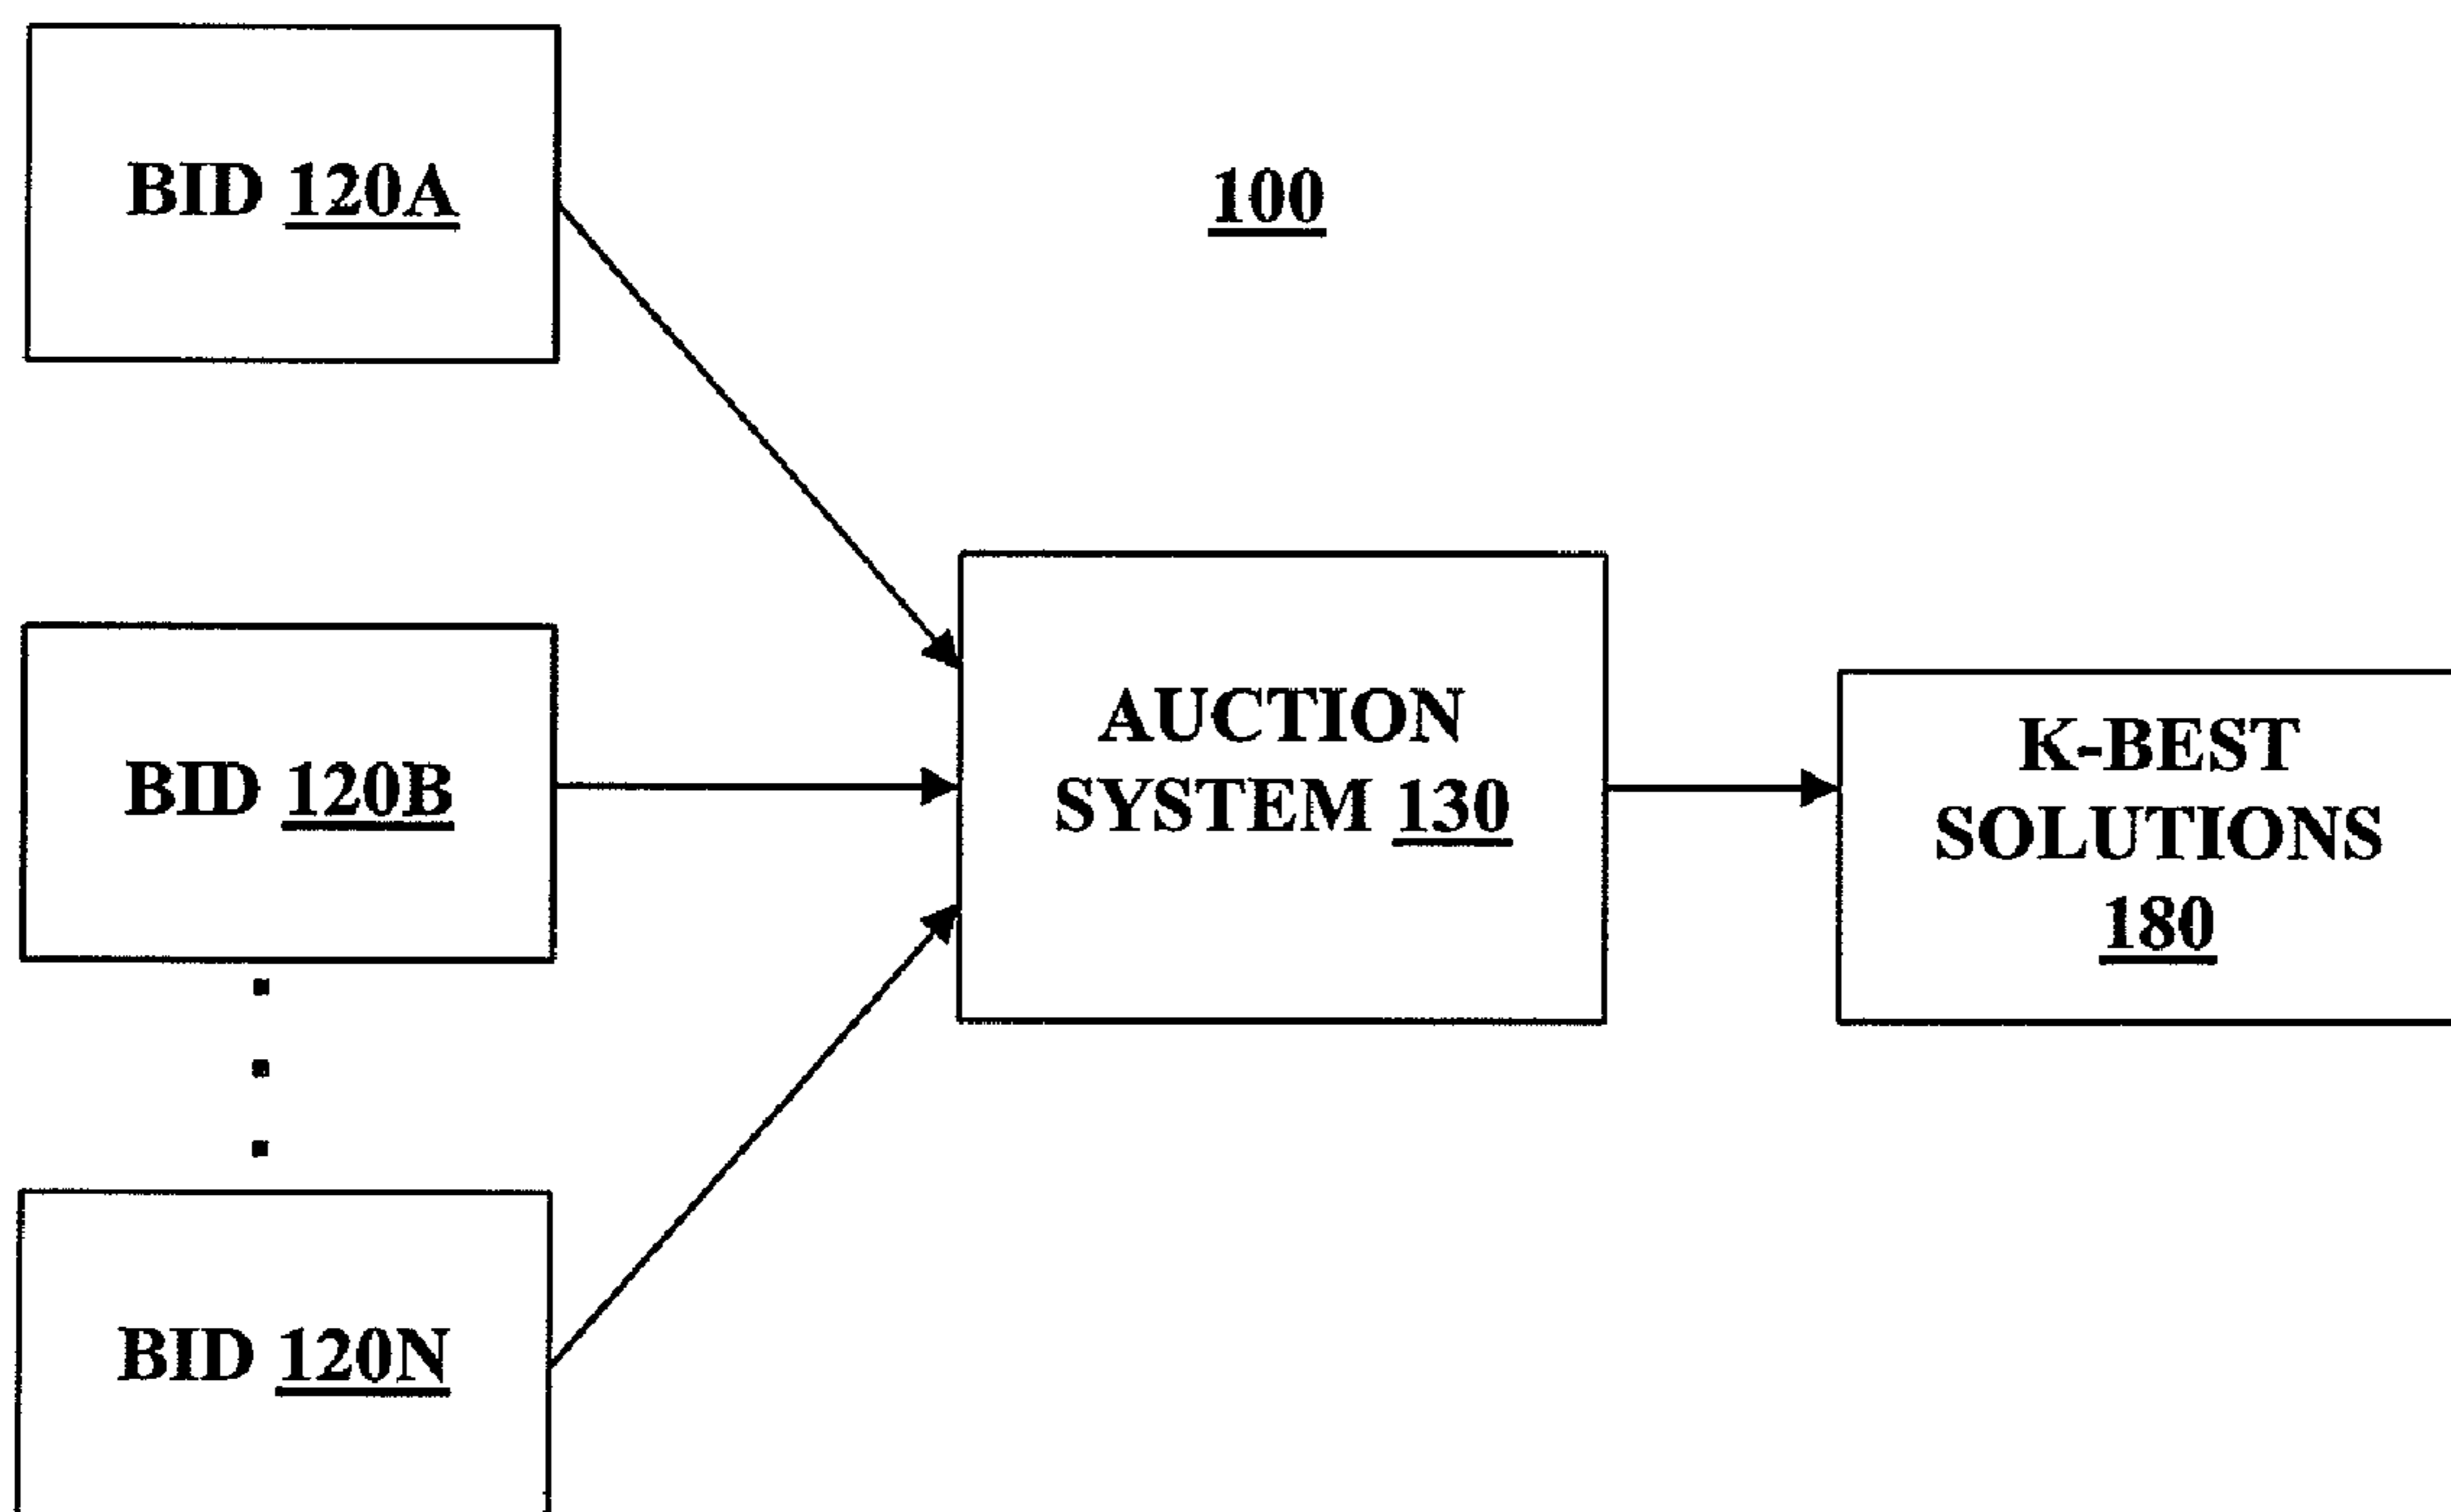 BID 120A
100
BID 120B
AUCTION
SYSTEM 130
K-BEST
SOLUTIONS
180
BID 120N